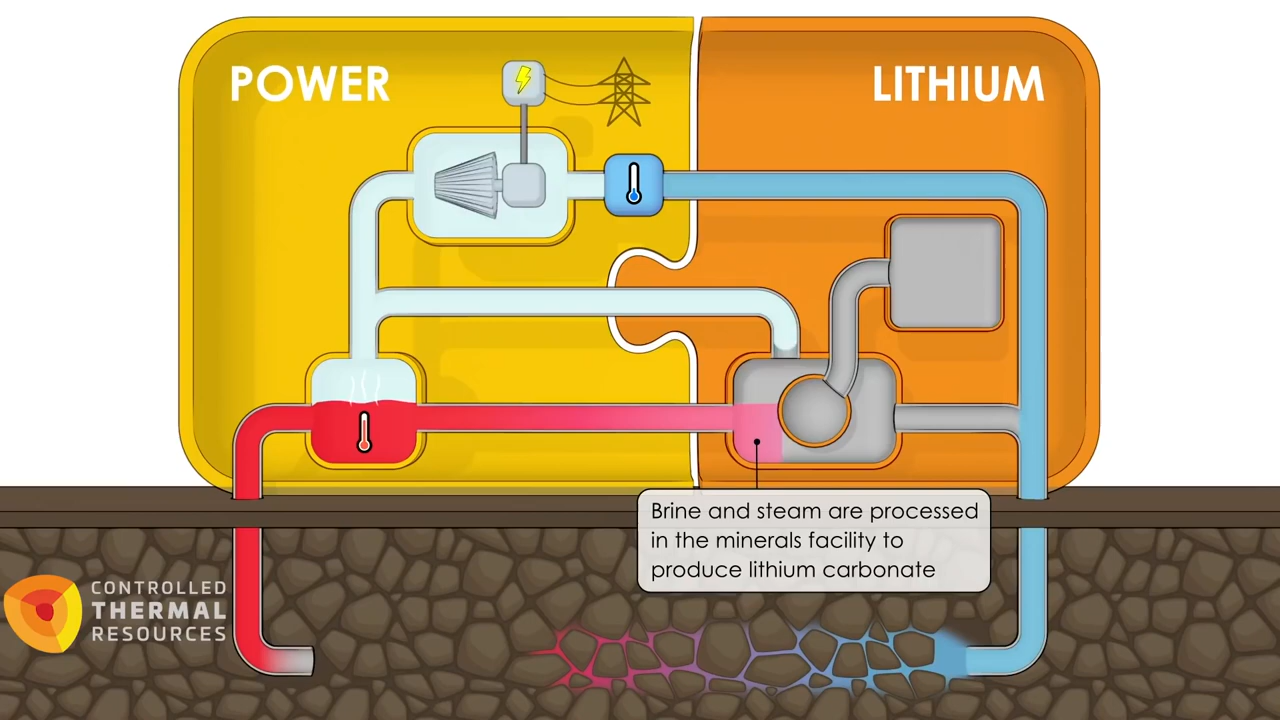 POWER
LITHIUM
Brine and steam are processed
in the minerals facility to
produce lithium carbonate
CONTROLLED
THERMAL
RESOURCES